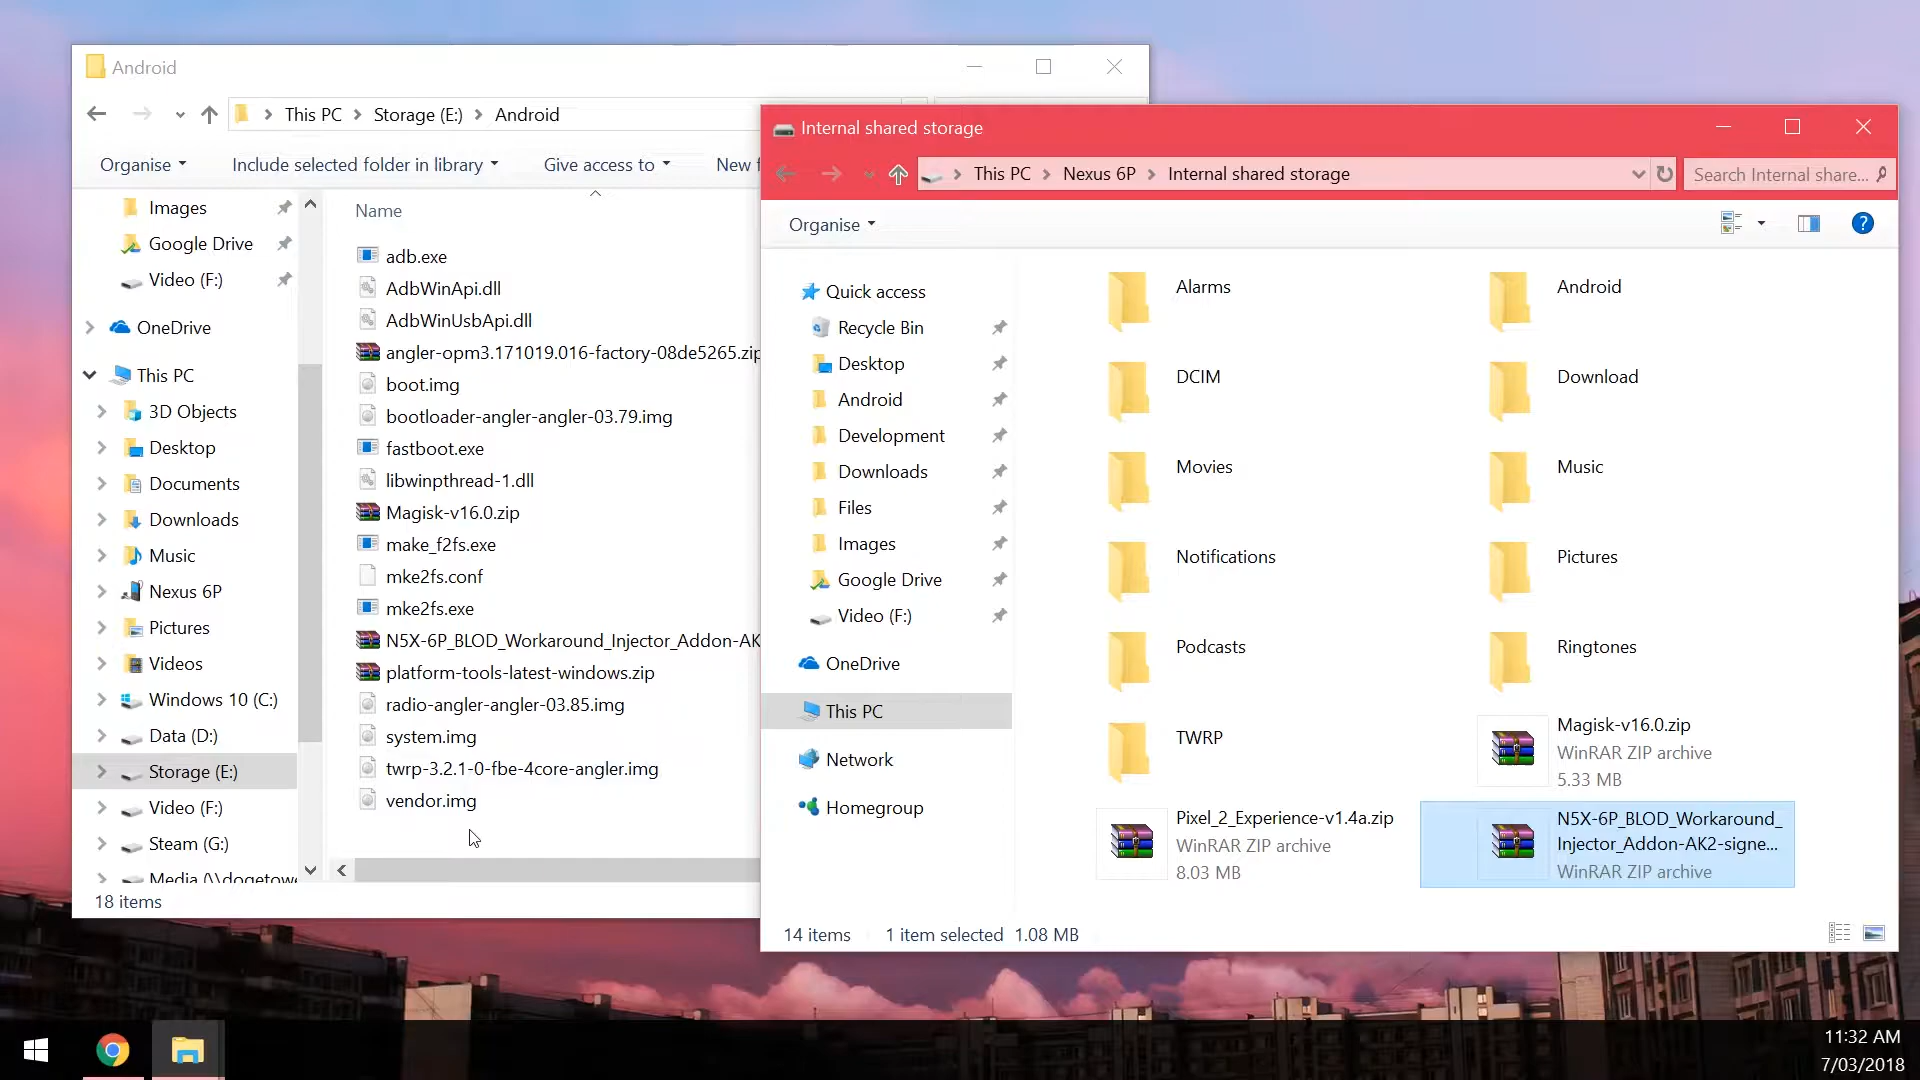 Android
This PC
Storage (E:)
Android
Organise
Include selected folder in library
Give access to
New f
Images
Google Drive
Video (F:)
OneDrive
This PC
3D Objects
Desktop
Documents
Downloads
Music
Nexus 6P
Pictures
Videos
Windows 10 (C:)
Data (D:)
Storage (E:)
Video (F:)
Steam (G:)
Media (\\dogetowe
Name
adb.exe
AdbWinApi.dll
AdbWinUsbApi.dll
angler-opm3.171019.016-factory-08de5265.zip
boot.img
bootloader-angler-angler-03.79.img
fastboot.exe
libwinpthread-1.dll
Magisk-v16.0.zip
make_f2fs.exe
mke2fs.conf
mke2fs.exe
N5X-6P_BLOD_Workaround_Injector_Addon-AK
platform-tools-latest-windows.zip
radio-angler-angler-03.85.img
system.img
twrp-3.2.1-0-fbe-4core-angler.img
vendor.img
18 items
Internal shared storage
This PC
Nexus 6P
Internal shared storage
Search Internal share...
Organise
Quick access
Recycle Bin
Desktop
Android
Development
Downloads
Files
Images
Google Drive
Video (F:)
OneDrive
This PC
Network
Homegroup
Alarms
Android
DCIM
Download
Movies
Music
Notifications
Pictures
Podcasts
Ringtones
TWRP
Magisk-v16.0.zip
WinRAR ZIP archive
5.33 MB
Pixel_2_Experience-v1.4a.zip
WinRAR ZIP archive
8.03 MB
N5X-6P_BLOD_Workaround_
Injector_Addon-AK2-signe...
WinRAR ZIP archive
14 items
1 item selected 1.08 MB
11:32 AM
7/03/2018